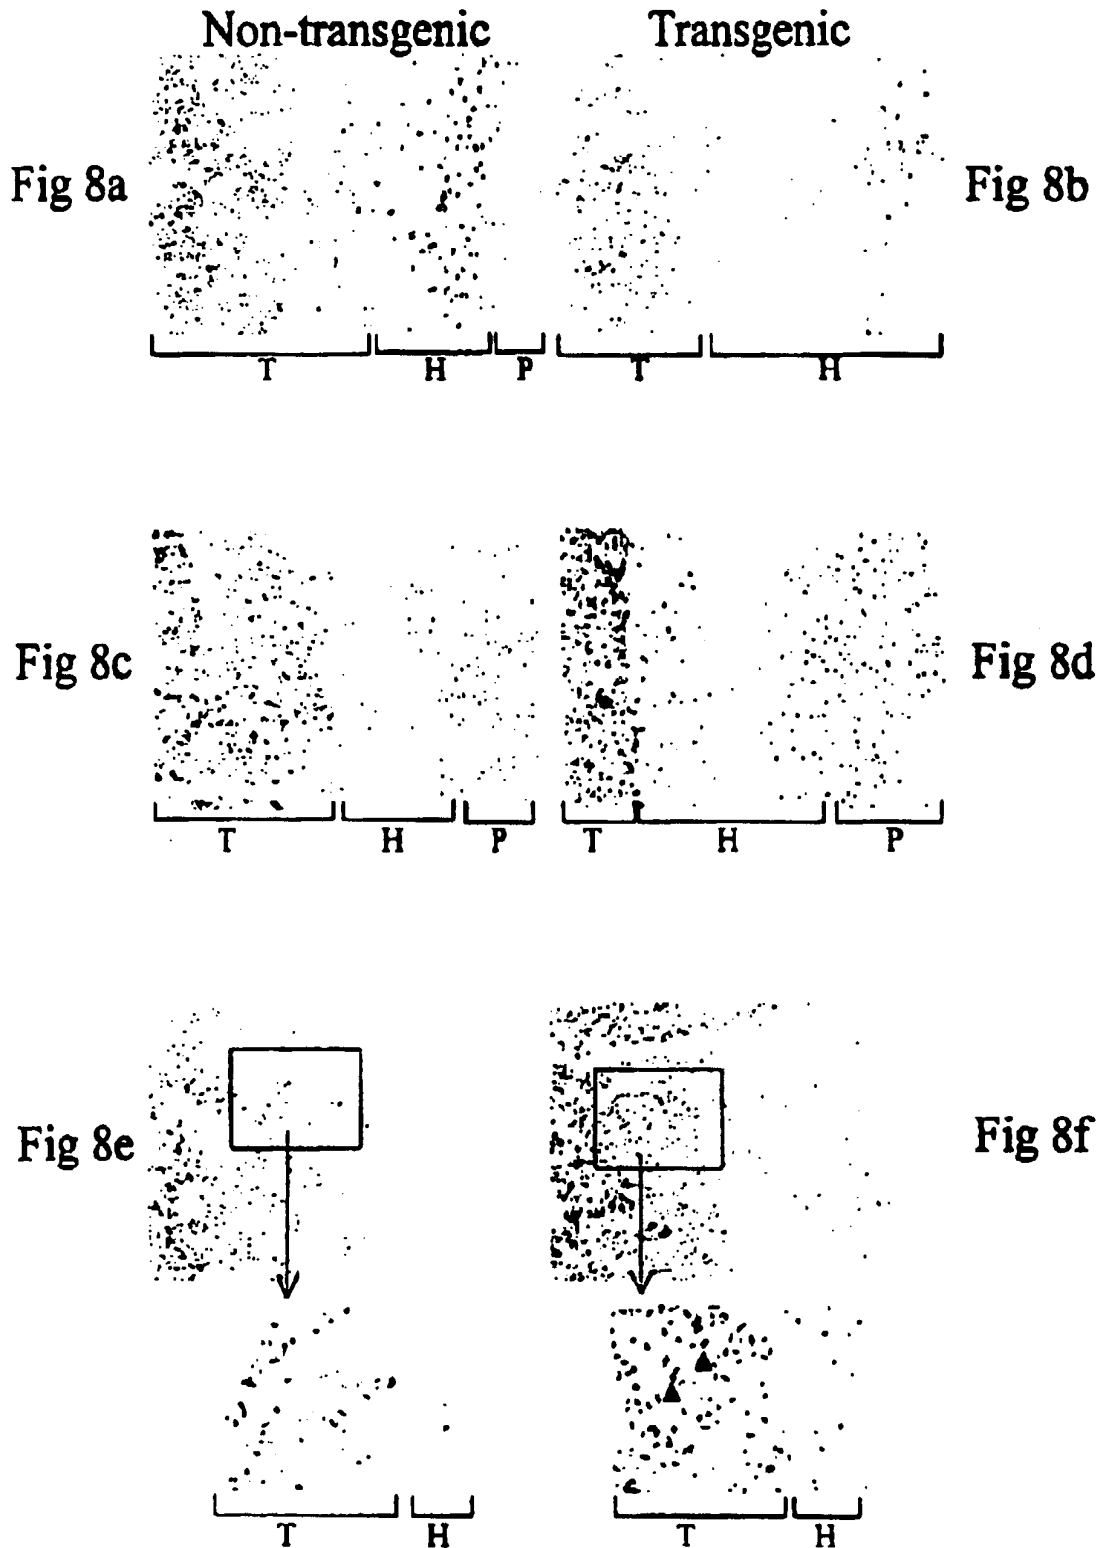 Non-transgenic Transgenic
Fig 8a Fig 8b
T H P T H
Fig 8c Fig 8d
T H P T H P
Fig 8e Fig 8f
T H T H